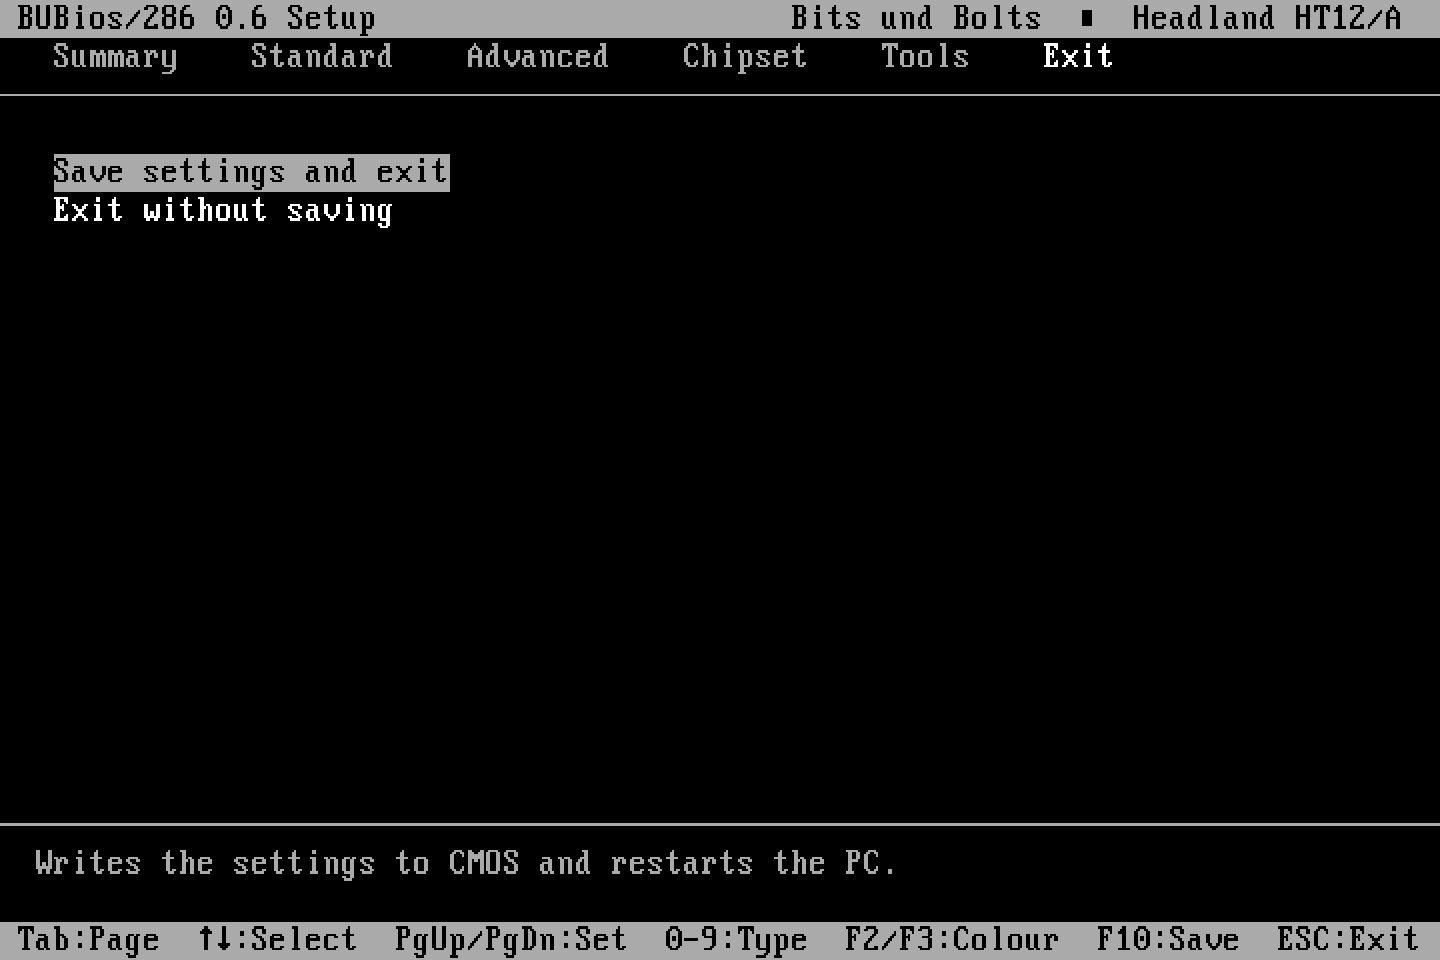 BUBios/286 0.6 Setup Bits und Bolts ∎ Headland HT12/A
Summary Standard Advanced Chipset Tools Exit
Save settings and exit
Exit without saving
Writes the settings to CMOS and restarts the PC.
Tab:Page ↑↓:Select PgUp/PgDn:Set 0-9:Type F2/F3:Colour F10:Save ESC:Exit